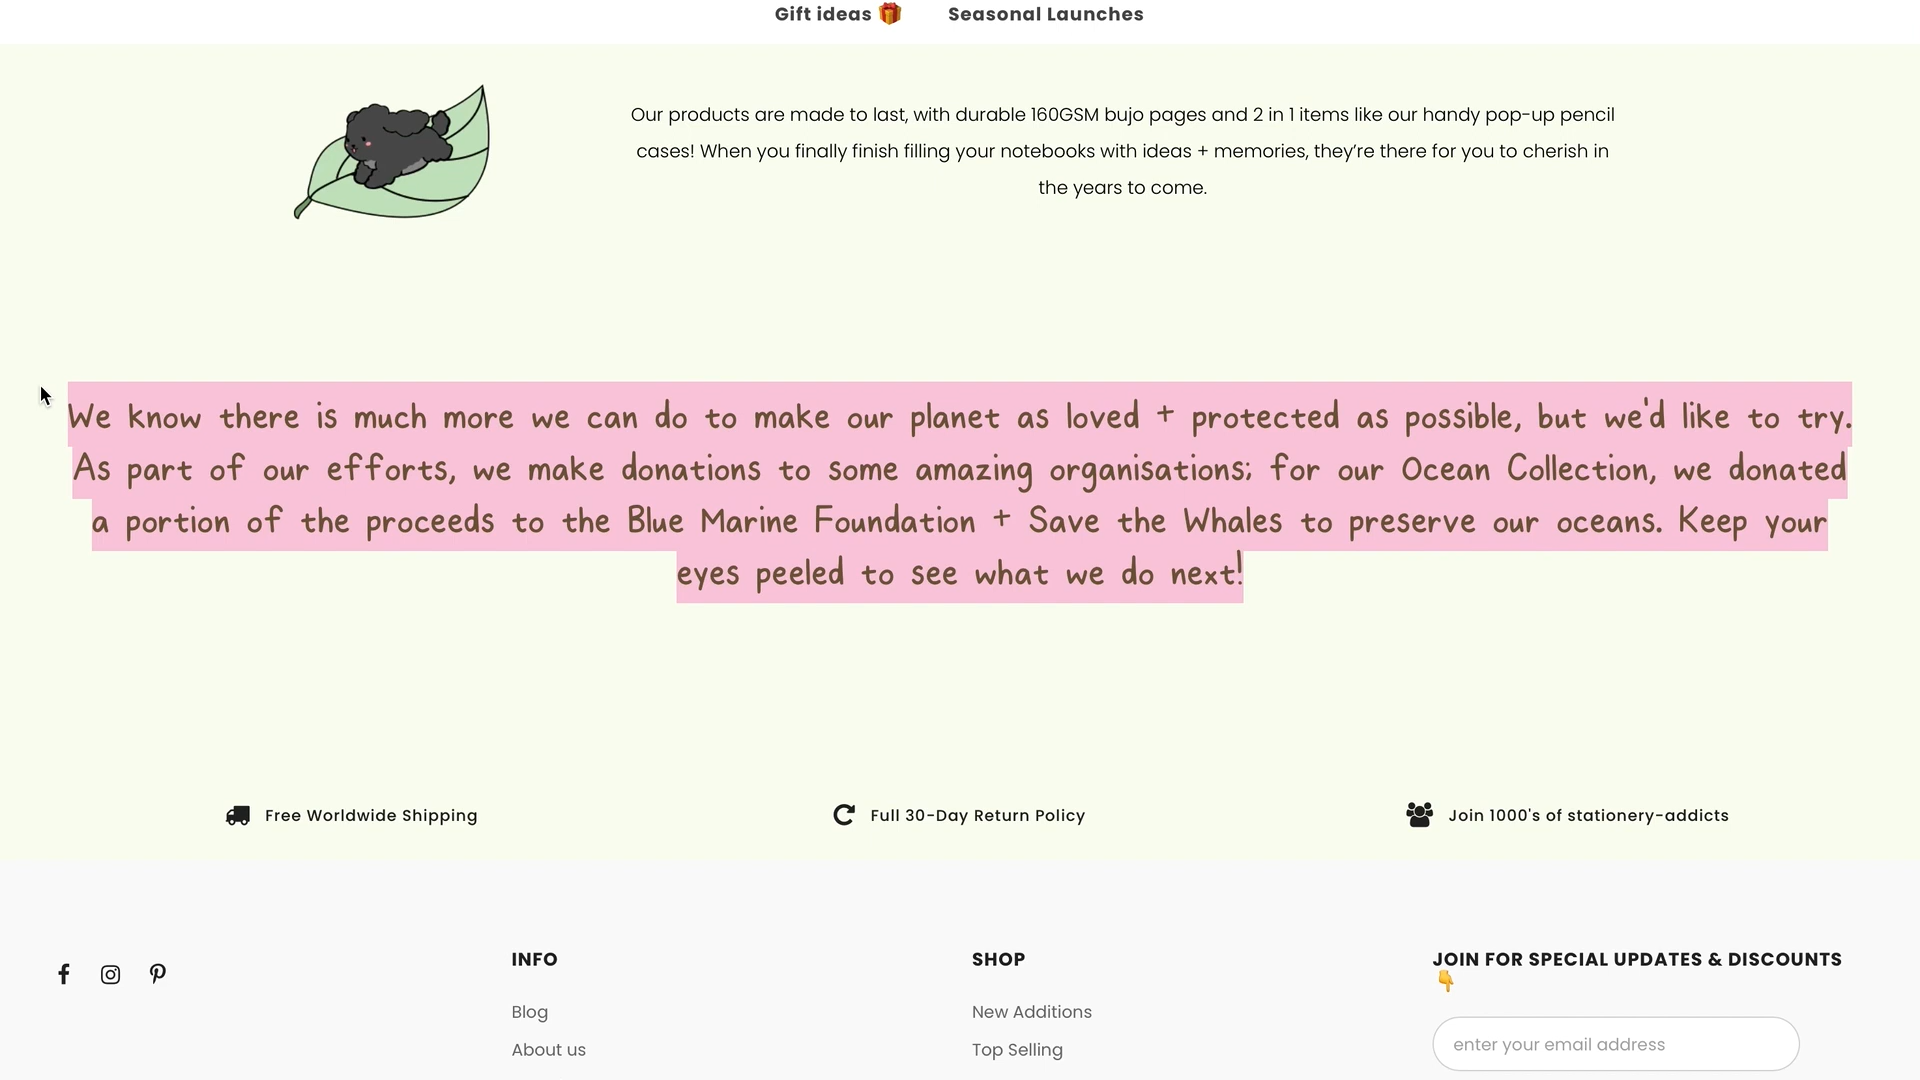 Gift ideas 🎁 Seasonal Launches
Our products are made to last, with durable 160GSM bujo pages and 2 in 1 items like our handy pop-up pencil
cases! When you finally finish filling your notebooks with ideas + memories, they’re there for you to cherish in
the years to come.
We know there is much more we can do to make our planet as loved + protected as possible, but we'd like to try.
As part of our efforts, we make donations to some amazing organisations; for our Ocean Collection, we donated
a portion of the proceeds to the Blue Marine Foundation + Save the Whales to preserve our oceans. Keep your
eyes peeled to see what we do next!
Free Worldwide Shipping
Full 30-Day Return Policy
Join 1000's of stationery-addicts
INFO
Blog
About us
SHOP
New Additions
Top Selling
JOIN FOR SPECIAL UPDATES & DISCOUNTS
👇
enter your email address